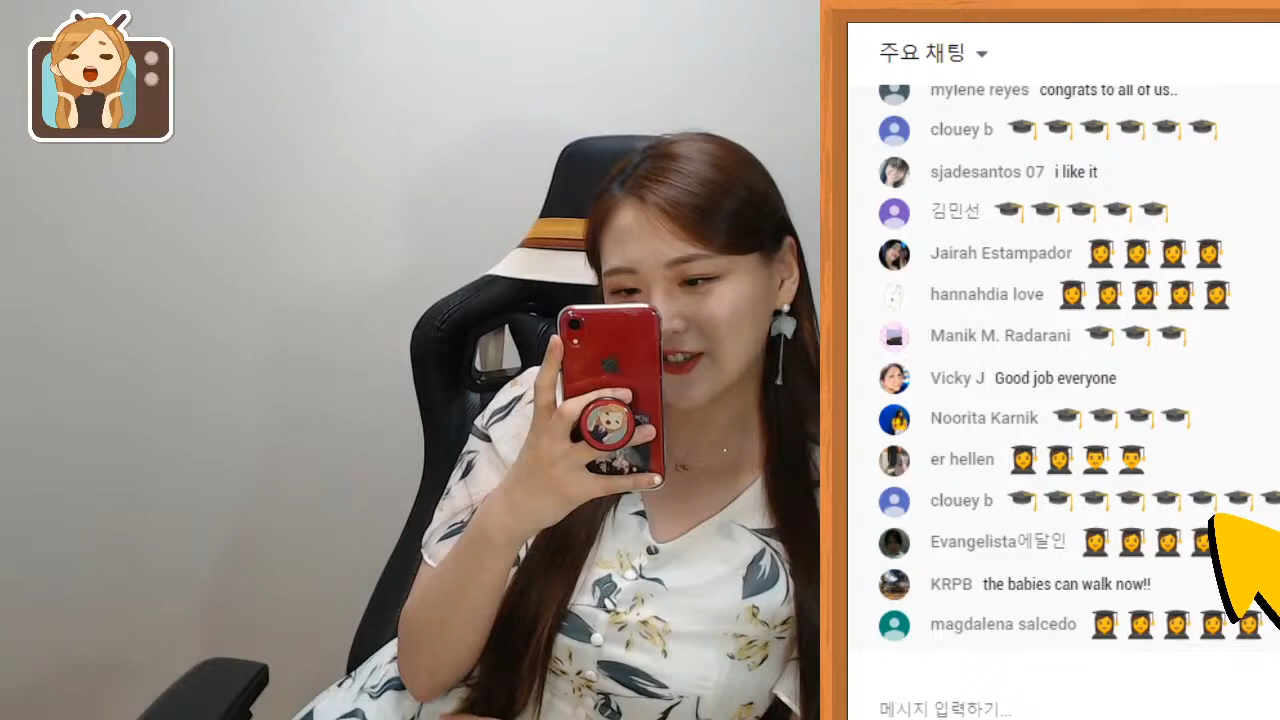 주요 채팅
mylene reyes congrats to all of us..
clouey b
sjadesantos 07 i like it
김민선
Jairah Estampador
hannahdia love
Manik M. Radarani
Vicky J Good job everyone
Noorita Karnik
er hellen
clouey b
Evangelista에달인
KRPB the babies can walk now!!
magdalena salcedo
메시지 입력하기...